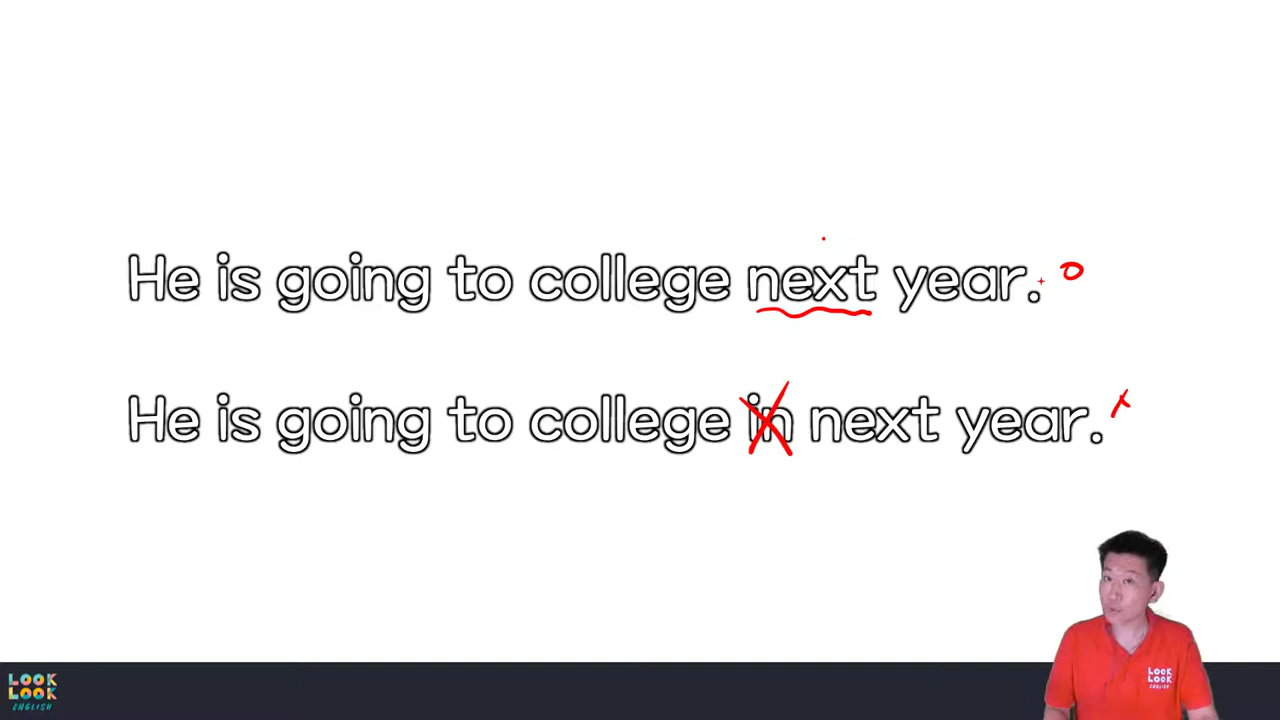 He is going to college next year.
He is going to college in next year.
LOOK
LOOK
ENGLISH
LOOK
LOOK
ENGLISH